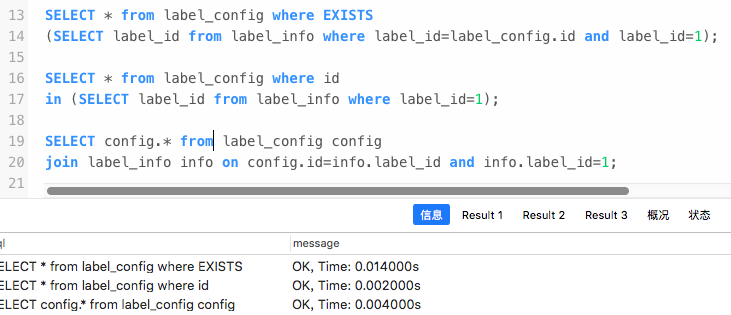 13 SELECT * from label_config where EXISTS
14 (SELECT label_id from label_info where label_id=label_config.id and label_id=1);
15
16 SELECT * from label_config where id
17 in (SELECT label_id from label_info where label_id=1);
18
19 SELECT config.* from label_config config
20 join label_info info on config.id=info.label_id and info.label_id=1;
21
信息 Result 1 Result 2 Result 3 概况 状态
ql message
ELECT * from label_config where EXISTS OK, Time: 0.014000s
ELECT * from label_config where id OK, Time: 0.002000s
ELECT config.* from label_config config OK, Time: 0.004000s